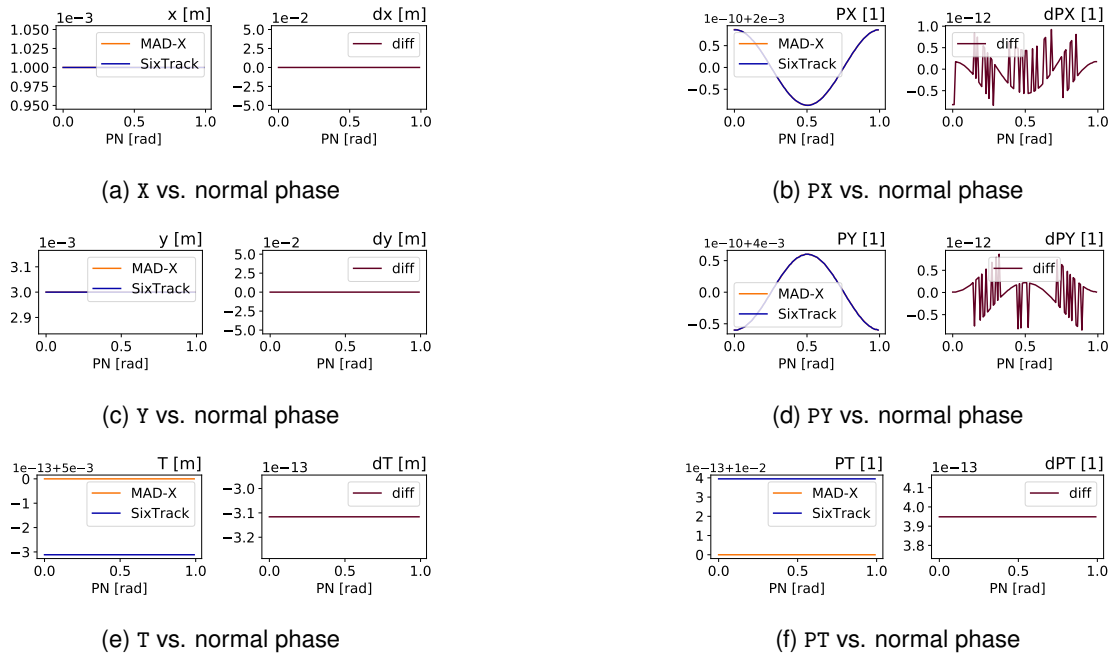 1e−3 x [m] 1e−2 dx [m] 1e−10+2e−3 PX [1] 1e−12 dPX [1]
1.050 1.025 1.000 0.975 0.950
MAD-X
SixTrack
0.0 0.5 1.0
PN [rad]
5.0 2.5 0.0 −2.5 −5.0
diff
0.0 0.5 1.0
PN [rad]
0.5 0.0 −0.5
MAD-X
SixTrack
0.0 0.5 1.0
PN [rad]
0.5 0.0 −0.5
diff
0.0 0.5 1.0
PN [rad]
(a) X vs. normal phase
(b) PX vs. normal phase
1e−3 y [m] 1e−2 dy [m] 1e−10+4e−3 PY [1] 1e−12 dPY [1]
3.1 3.0 2.9
MAD-X
SixTrack
0.0 0.5 1.0
PN [rad]
5.0 2.5 0.0 −2.5 −5.0
diff
0.0 0.5 1.0
PN [rad]
0.5 0.0 −0.5
MAD-X
SixTrack
0.0 0.5 1.0
PN [rad]
0.5 0.0 −0.5
diff
0.0 0.5 1.0
PN [rad]
(c) Y vs. normal phase
(d) PY vs. normal phase
1e−13+5e−3 T [m] 1e−13 dT [m] 1e−13+1e−2 PT [1] 1e−13 dPT [1]
0 −1 −2 −3
MAD-X
SixTrack
0.0 0.5 1.0
PN [rad]
−3.0 −3.1 −3.2
diff
0.0 0.5 1.0
PN [rad]
4 2 0
MAD-X
SixTrack
0.0 0.5 1.0
PN [rad]
4.1 4.0 3.9 3.8
diff
0.0 0.5 1.0
PN [rad]
(e) T vs. normal phase
(f) PT vs. normal phase